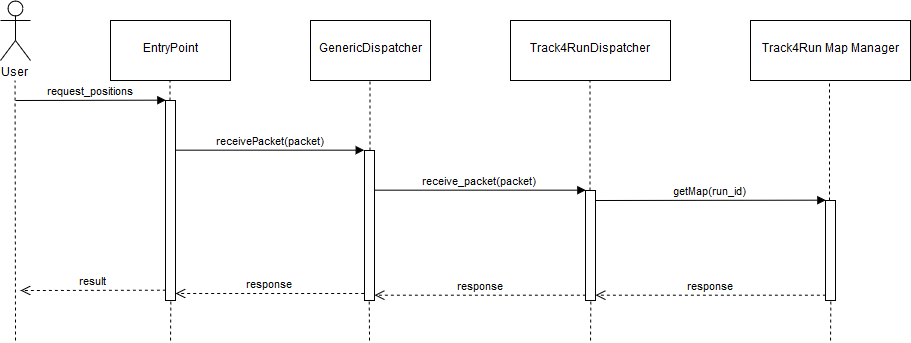 EntryPoint
GenericDispatcher
Track4RunDispatcher
Track4Run Map Manager
User
request_positions
receivePacket(packet)
receive_packet(packet)
getMap(run_id)
result
response
response
response